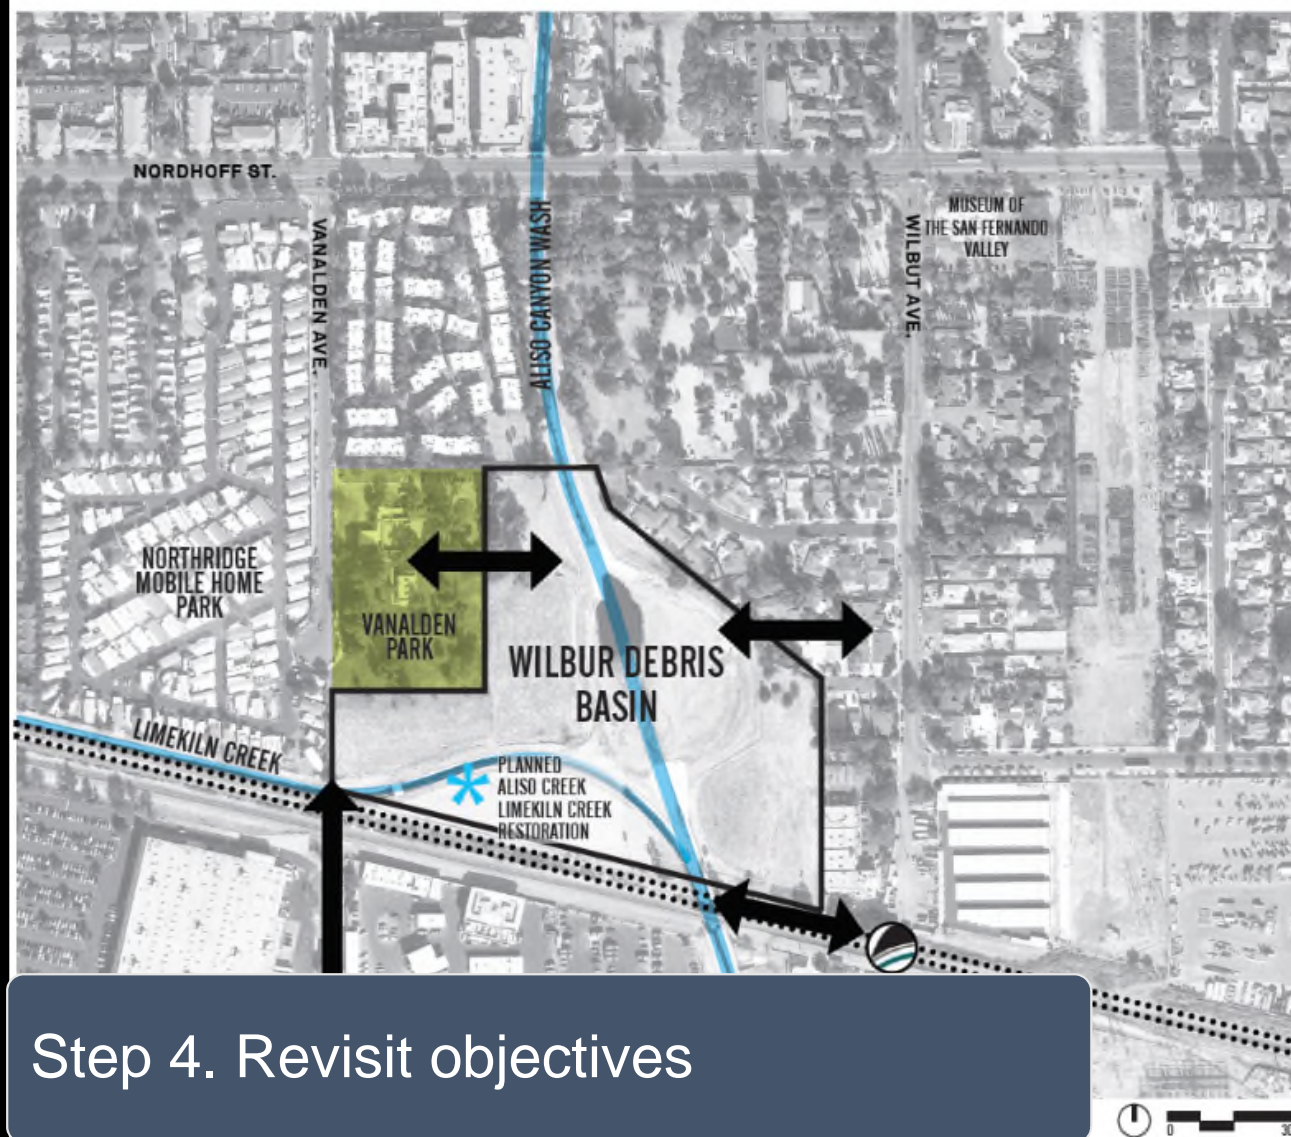 NORDHOFF ST.
VANALDEN AVE.
ALISO CANYON WASH
WILBUT AVE.
MUSEUM OF
THE SAN FERNANDO
VALLEY
NORTHRIDGE
MOBILE HOME
PARK
VANALDEN
PARK
WILBUR DEBRIS
BASIN
LIMEKILN CREEK
PLANNED
ALISO CREEK
LIMEKILN CREEK
RESTORATION
Step 4. Revisit objectives
0